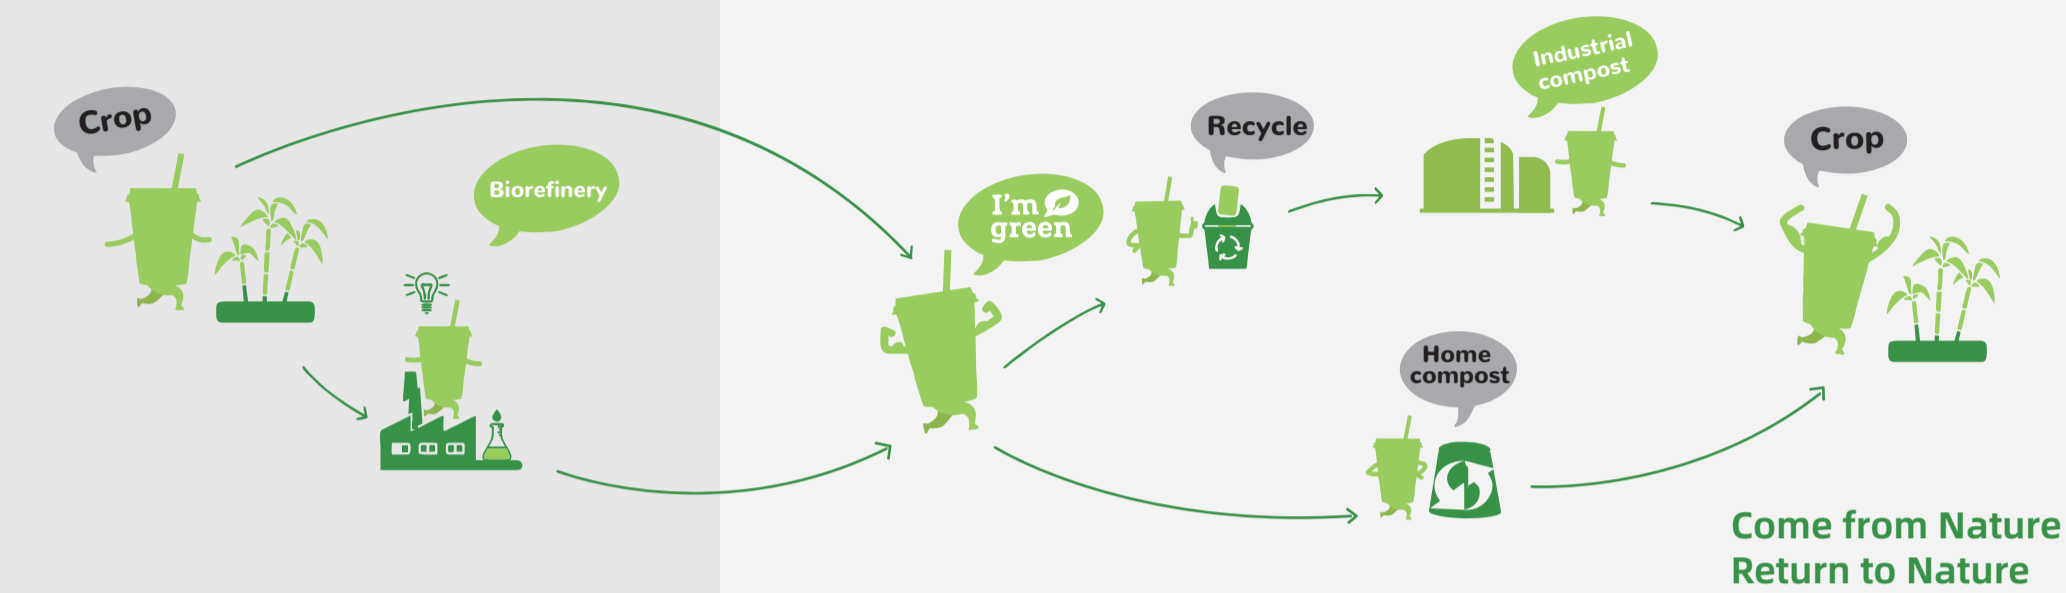 Crop
Biorefinery
I'm
green
Recycle
Industrial
compost
Crop
Home
compost
Come from Nature
Return to Nature